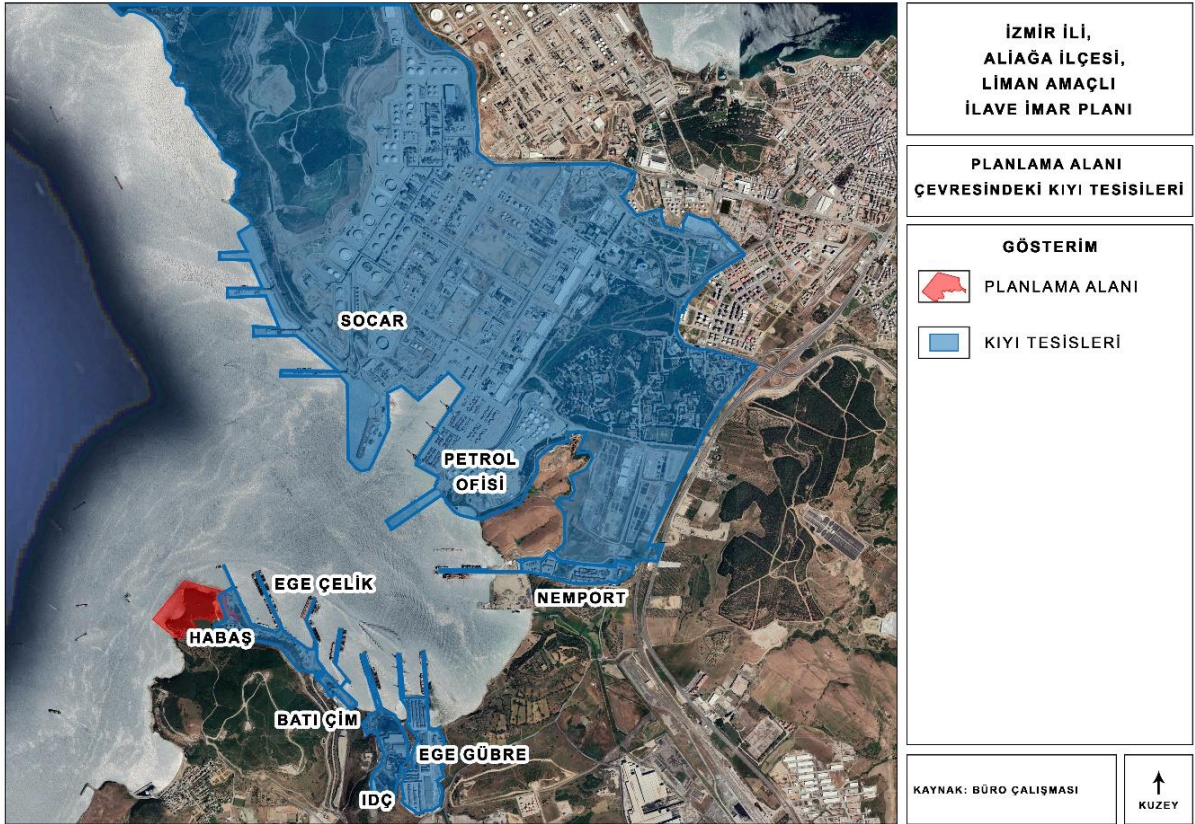 İZMİR İLİ,
ALİAĞA İLÇESİ,
LİMAN AMAÇLI
İLAVE İMAR PLANI
PLANLAMA ALANI
ÇEVRESİNDEKİ KIYI TESİSİLERİ
GÖSTERİM
PLANLAMA ALANI
KIYI TESİSLERİ
SOCAR
PETROL
OFİSİ
NEMPORT
EGE ÇELİK
HABAŞ
BATI ÇİM
EGE GÜBRE
IDÇ
KAYNAK: BÜRO ÇALIŞMASI
KUZEY